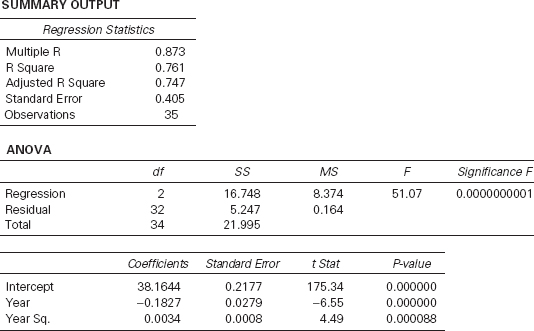 SUMMARY OUTPUT
Regression Statistics
Multiple R 0.873
R Square 0.761
Adjusted R Square 0.747
Standard Error 0.405
Observations 35
ANOVA
df SS MS F Significance F
Regression 2 16.748 8.374 51.07 0.0000000001
Residual 32 5.247 0.164
Total 34 21.995
Coefficients Standard Error t Stat P-value
Intercept 38.1644 0.2177 175.34 0.000000
Year −0.1827 0.0279 −6.55 0.000000
Year Sq. 0.0034 0.0008 4.49 0.000088